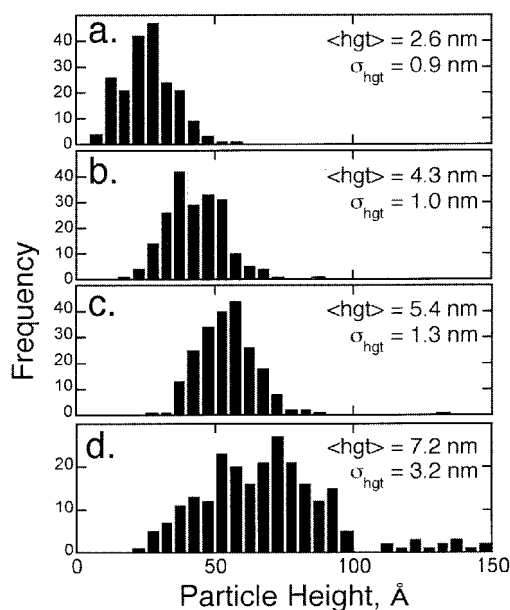 a.
<hgt> = 2.6 nm
σhgt = 0.9 nm
40
30
20
10
0
b.
<hgt> = 4.3 nm
σhgt = 1.0 nm
40
30
20
10
0
c.
<hgt> = 5.4 nm
σhgt = 1.3 nm
40
30
20
10
0
d.
<hgt> = 7.2 nm
σhgt = 3.2 nm
20
10
0
0 50 100 150
Frequency
Particle Height, Å